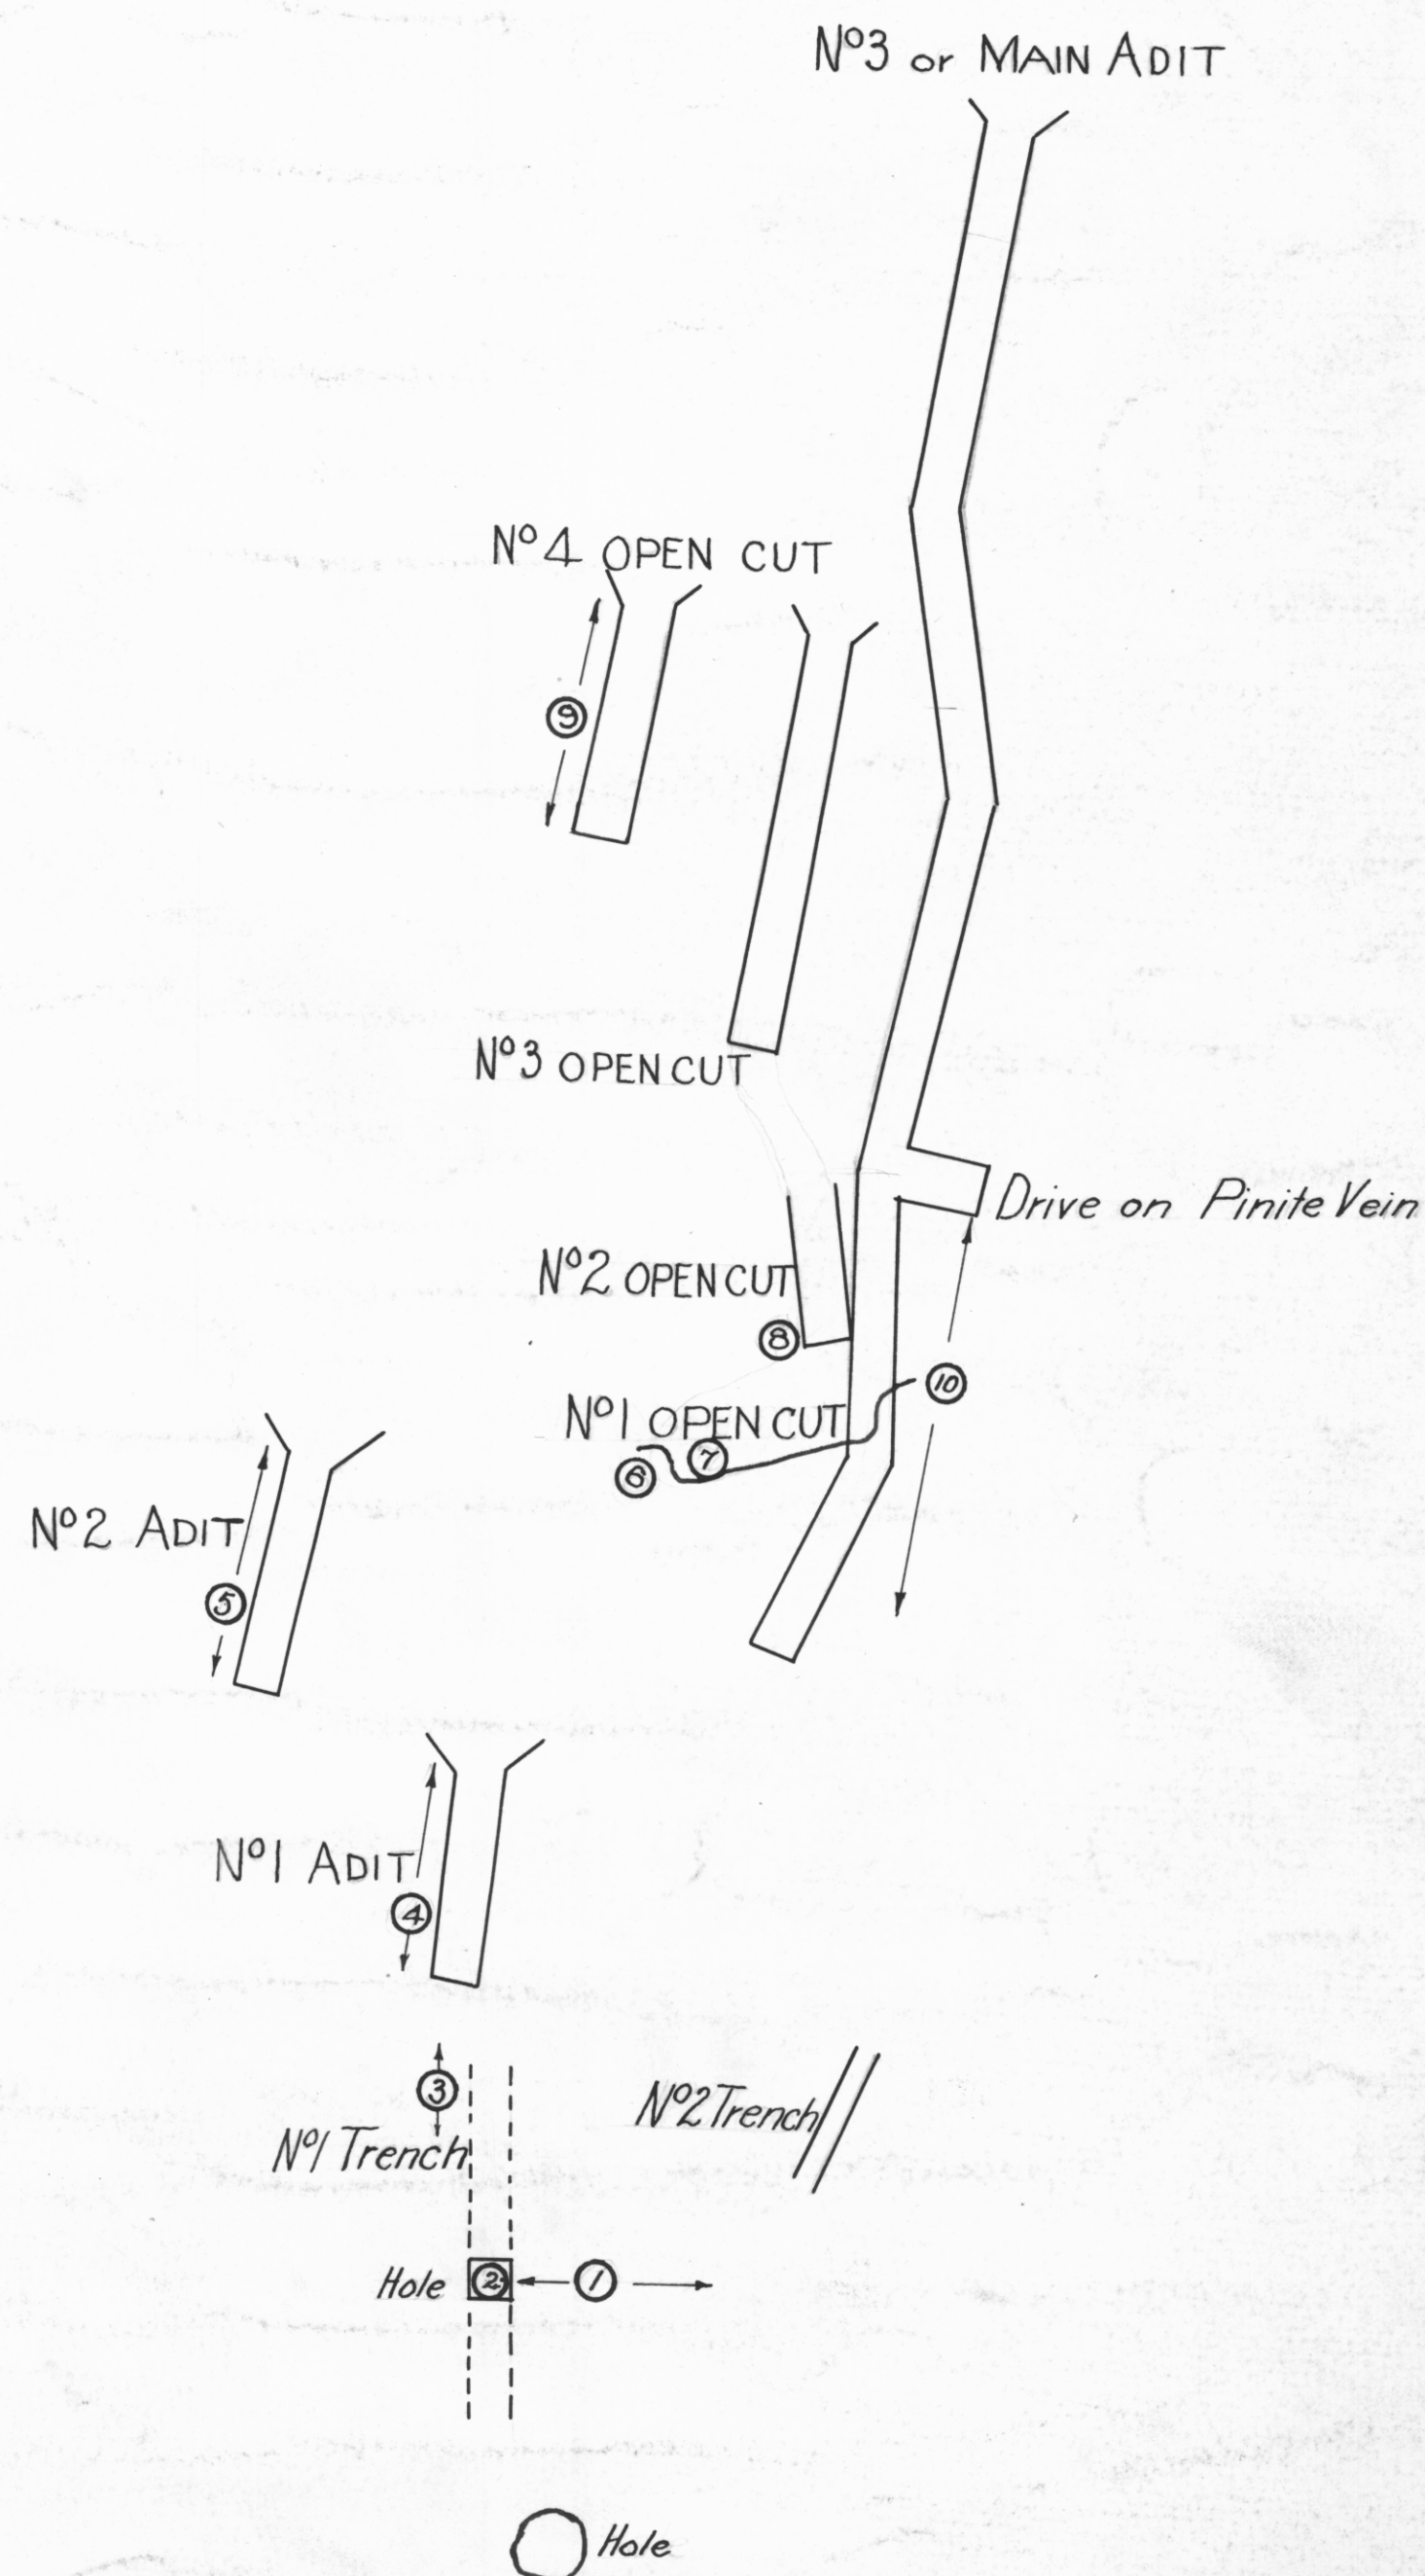 Nº3 or MAIN ADIT
Nº4 OPEN CUT
9
Nº3 OPEN CUT
Drive on Pinite Vein
Nº2 OPEN CUT
8
10
Nº1 OPEN CUT
7
6
Nº2 ADIT
5
Nº1 ADIT
4
3
Nº2 Trench
Nº1 Trench
Hole 2 1
Hole